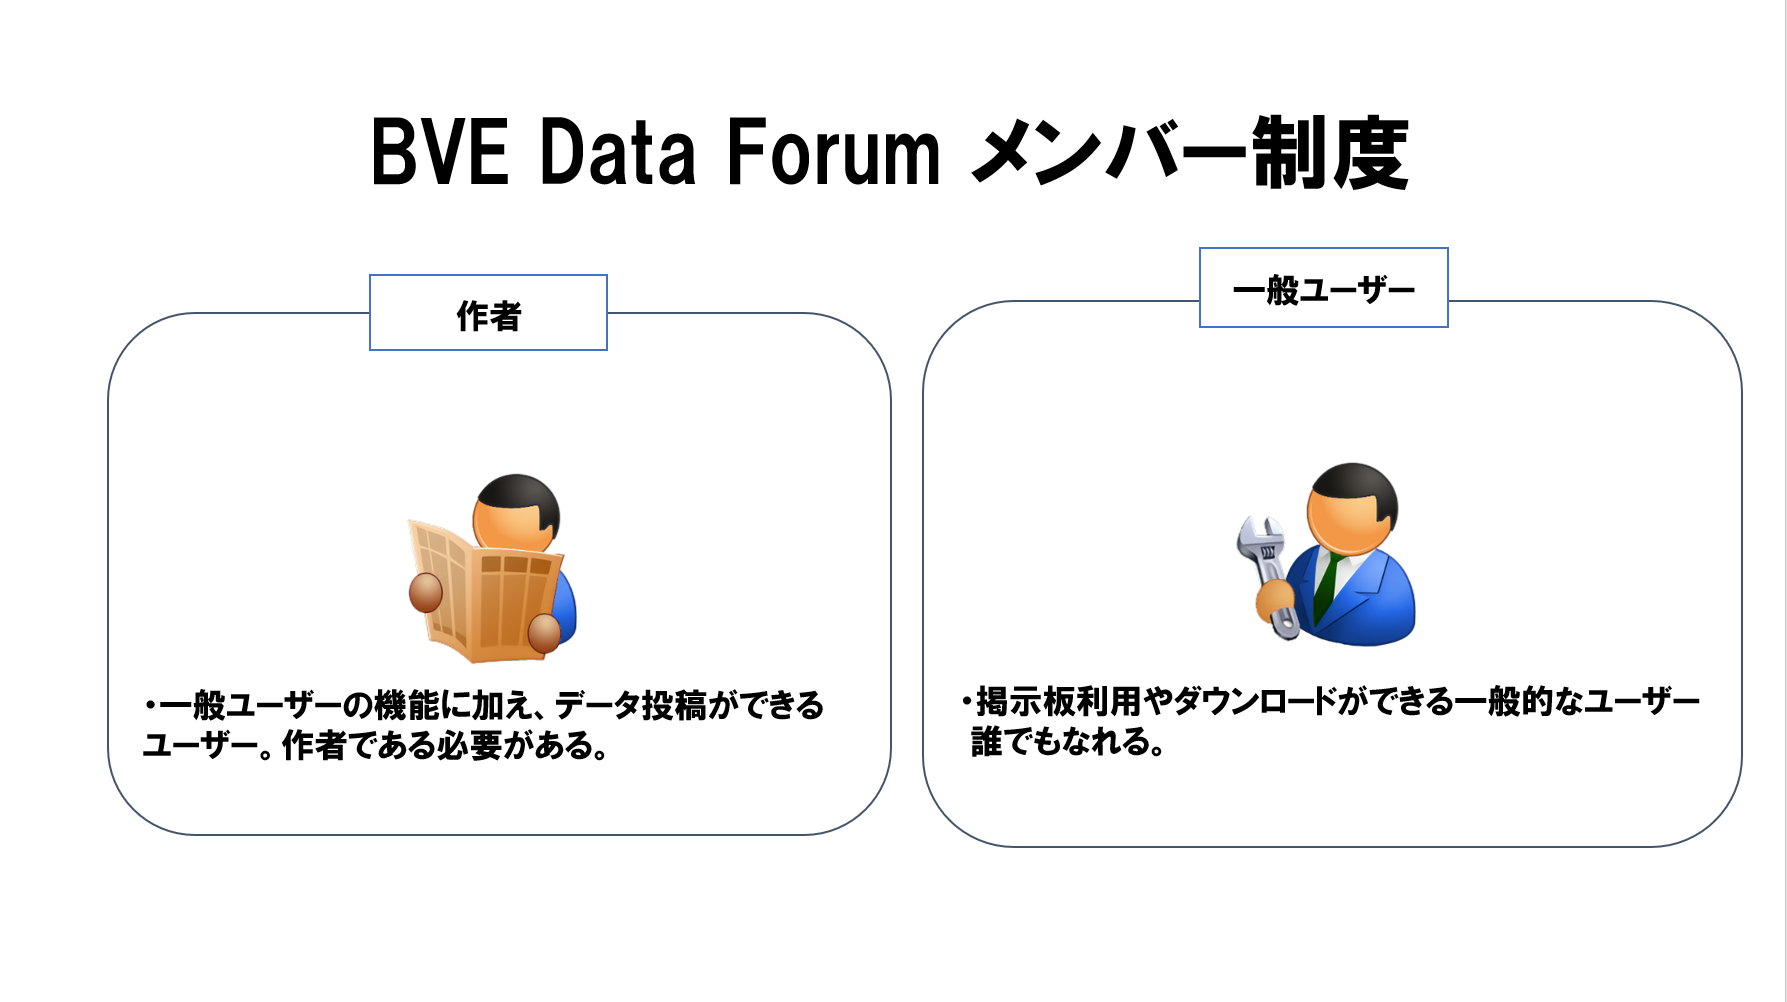 BVE Data Forum メンバー制度
作者
・一般ユーザーの機能に加え、データ投稿ができる
ユーザー。作者である必要がある。
一般ユーザー
・掲示板利用やダウンロードができる一般的なユーザー
誰でもなれる。